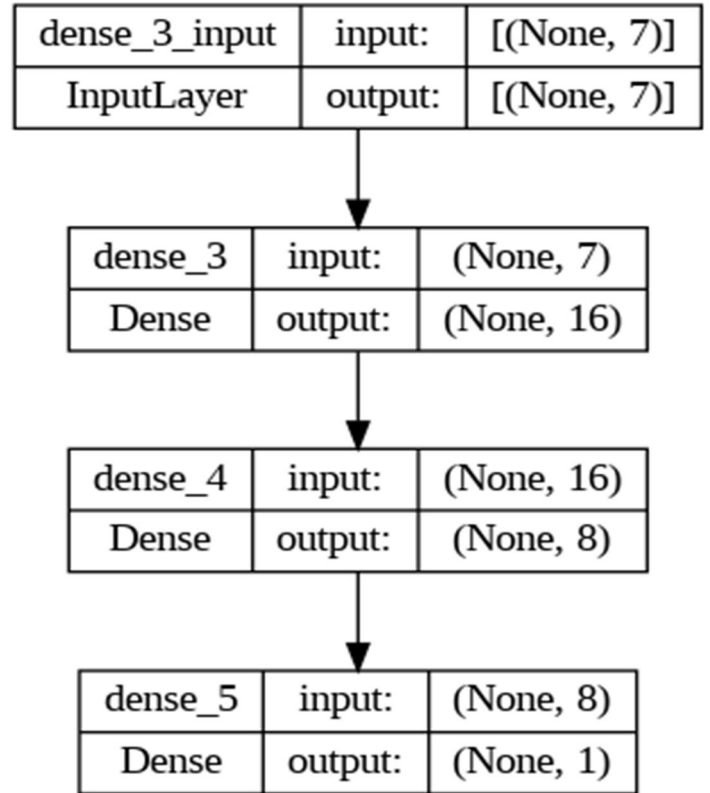 dense_3_input input: [(None, 7)]
InputLayer output: [(None, 7)]
dense_3 input: (None, 7)
Dense output: (None, 16)
dense_4 input: (None, 16)
Dense output: (None, 8)
dense_5 input: (None, 8)
Dense output: (None, 1)